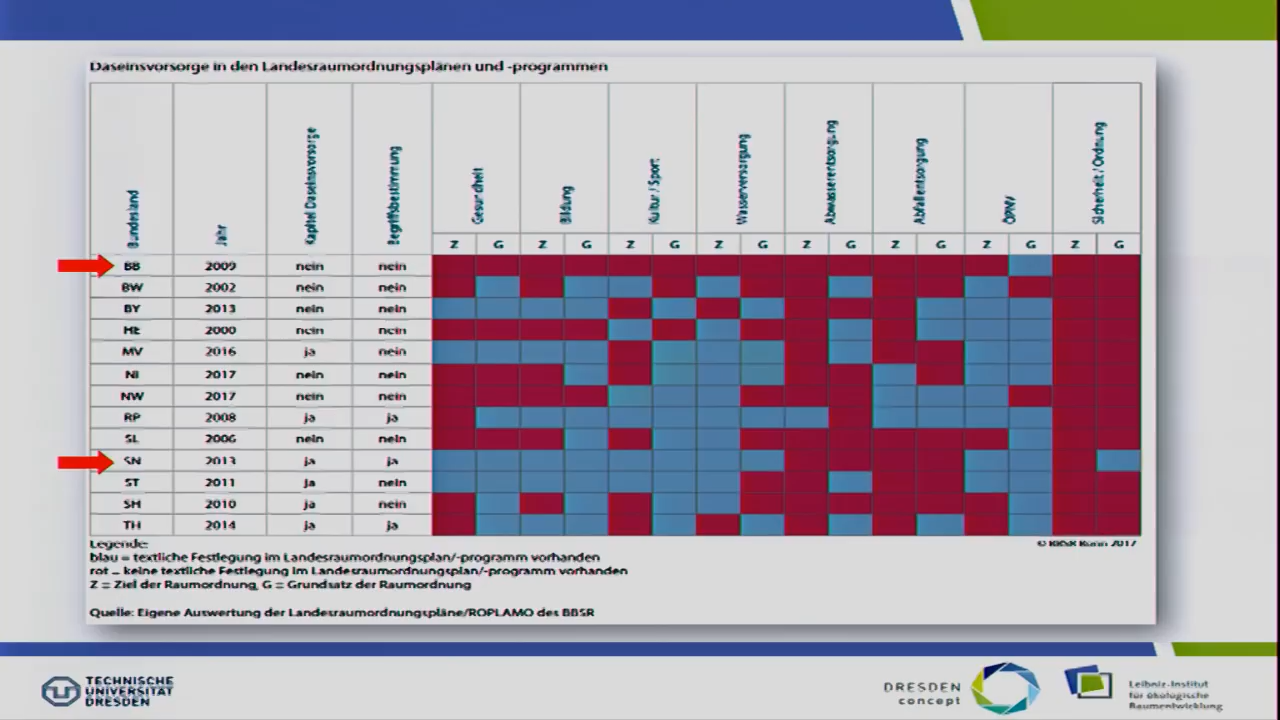 Daseinsvorsorge in den Landesraumordnungsplänen und -programmen
Bundesland Jahr Kapitel Daseinsvorsorge Begriffsbestimmung Gesundheit Bildung Kultur / Sport Wasserversorgung Abwasserentsorgung Abfallentsorgung ÖPNV Sicherheit / Ordnung
Z G Z G Z G Z G Z G Z G Z G Z G
BB 2009 nein nein
BW 2002 nein nein
BY 2013 nein nein
HE 2000 nein nein
MV 2016 ja nein
NI 2017 nein nein
NW 2017 nein nein
RP 2008 ja ja
SL 2006 nein nein
SN 2013 ja ja
ST 2011 ja nein
SH 2010 ja nein
TH 2014 ja ja
Legende:
© BBSR Bonn 2017
blau = textliche Festlegung im Landesraumordnungsplan/-programm vorhanden
rot = keine textliche Festlegung im Landesraumordnungsplan/-programm vorhanden
Z = Ziel der Raumordnung, G = Grundsatz der Raumordnung
Quelle: Eigene Auswertung der Landesraumordnungspläne/ROPLAMO des BBSR
TECHNISCHE
UNIVERSITÄT
DRESDEN
DRESDEN
concept
Leibniz-Institut
für ökologische
Raumentwicklung